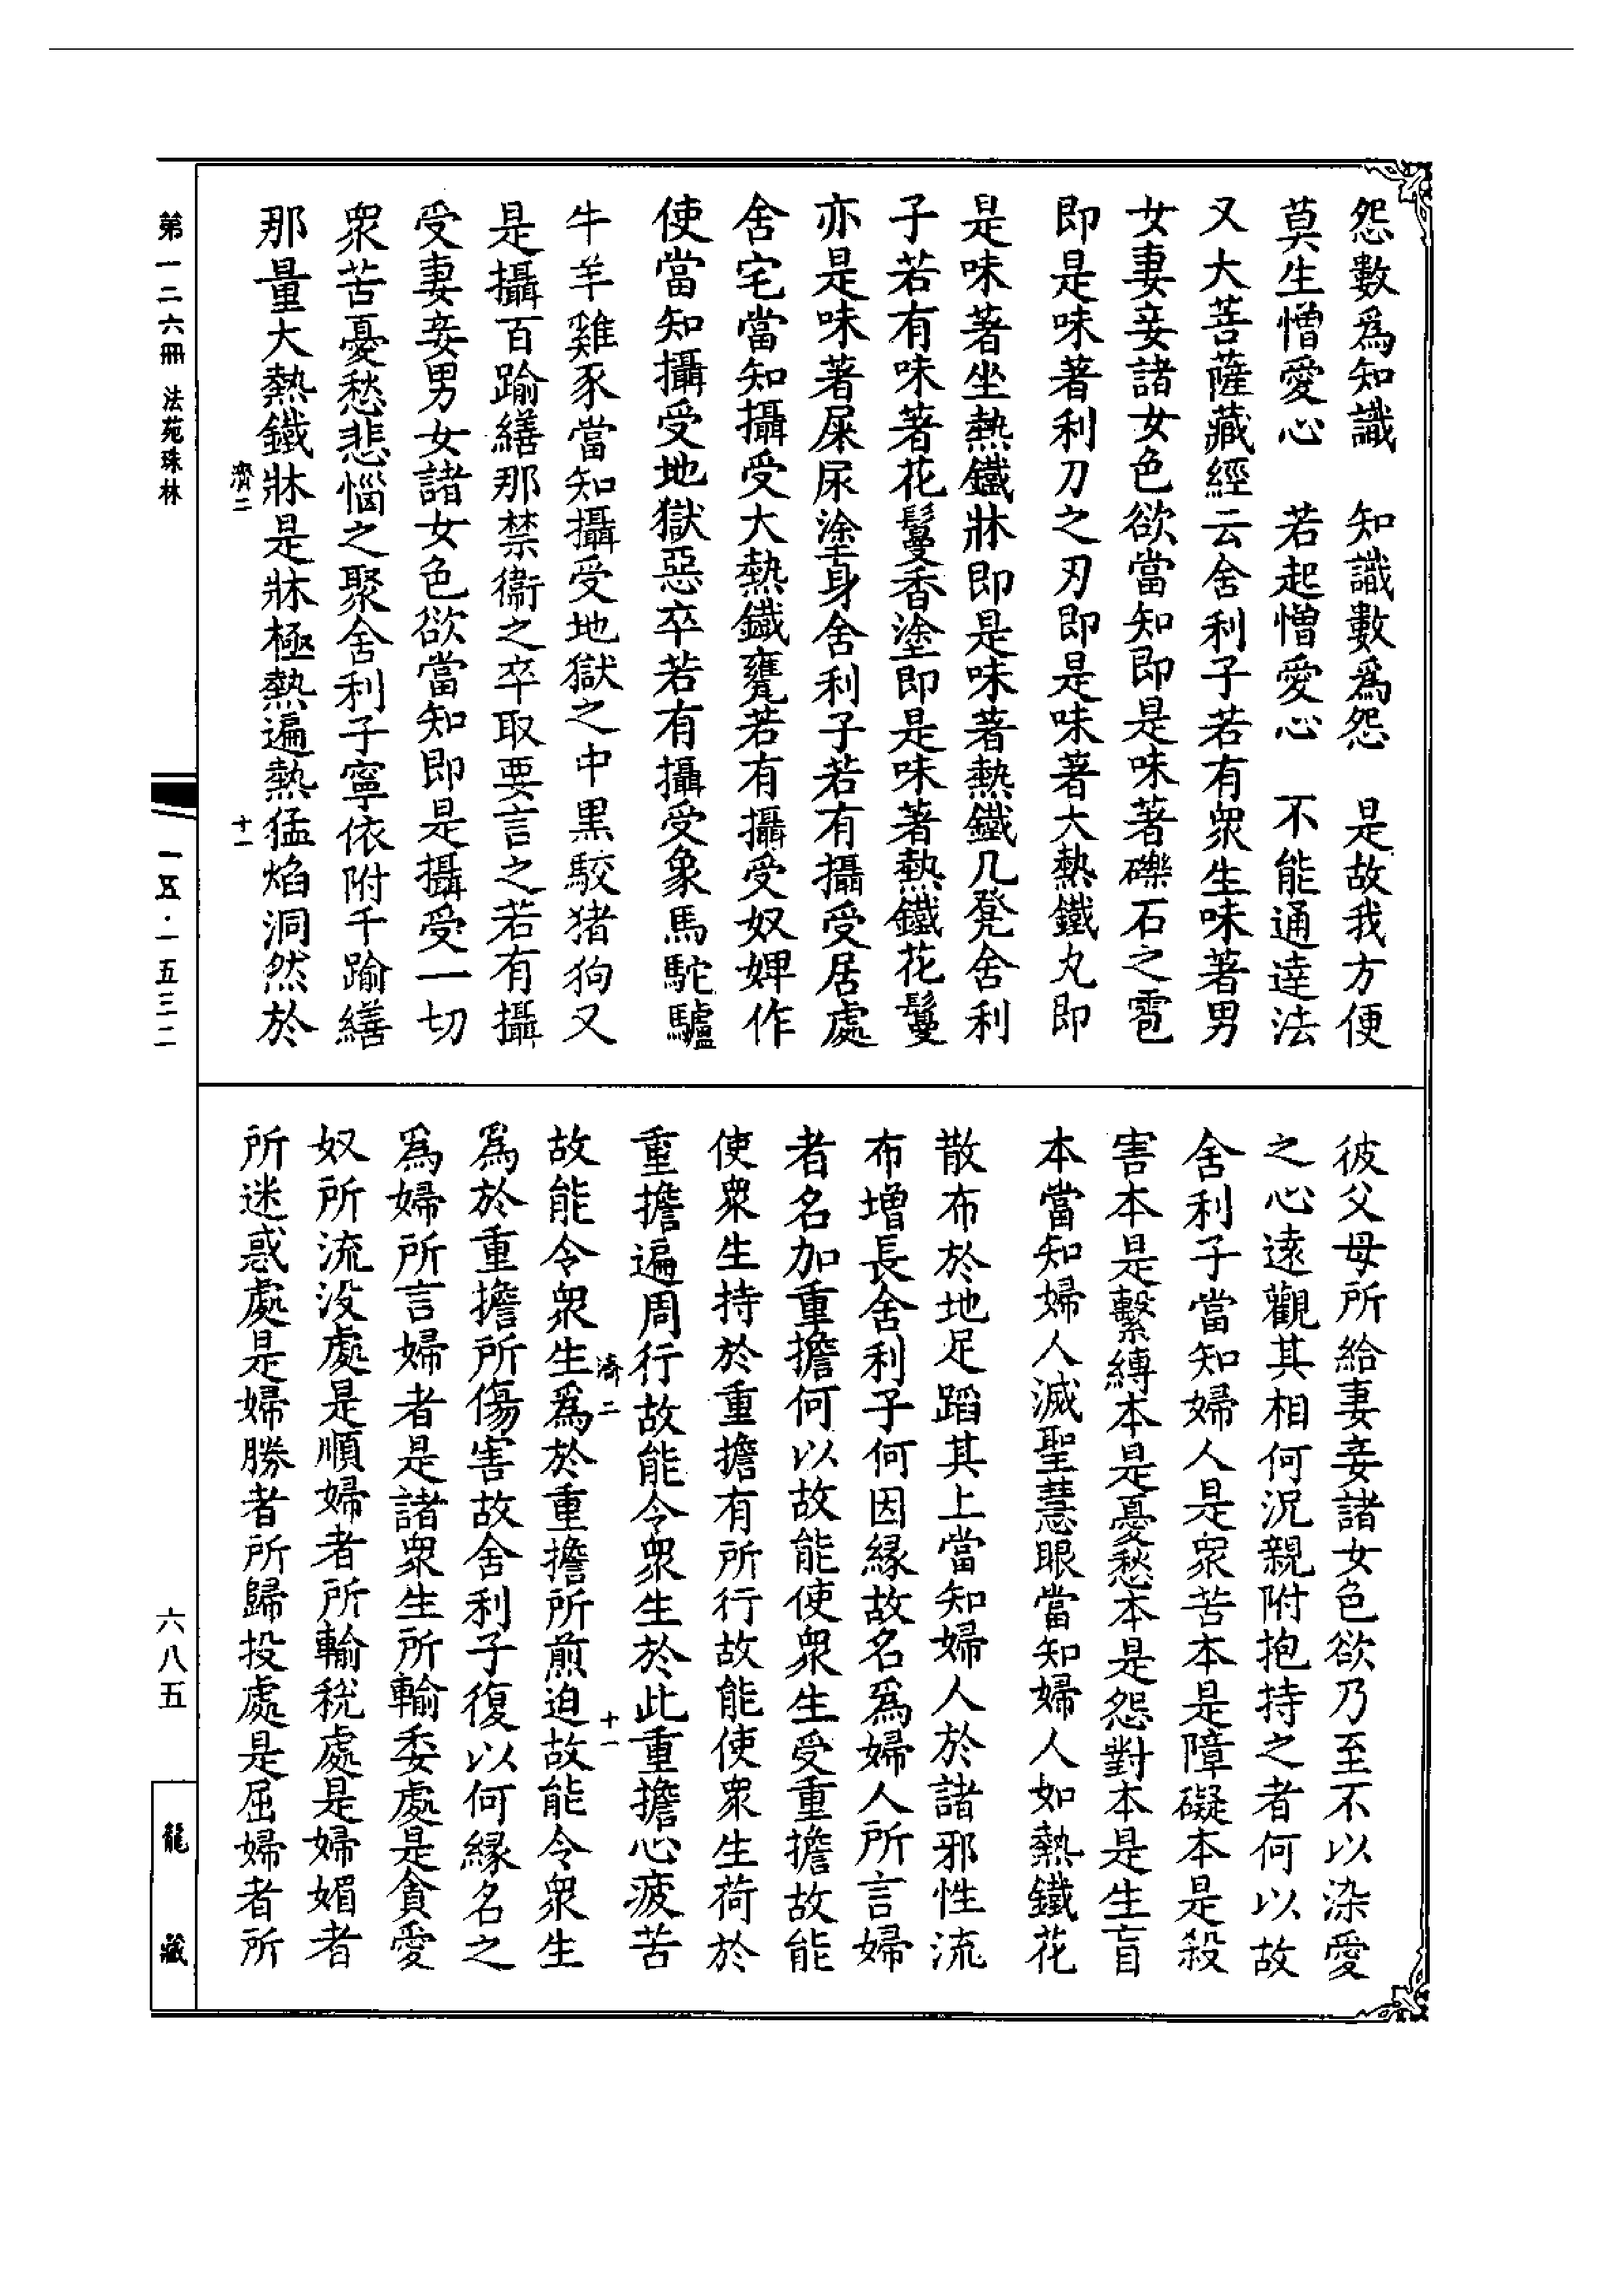 怨數爲知識　知識數爲怨　是故我方便
莫生憎愛心　若起憎愛心　不能通達法
又大菩薩藏經云舍利子若有衆生味著男
女妻妾諸女色欲當知即是味著礫石之雹
即是味著利刀之刃即是味著大熱鐵丸即
是味著坐熱鐵牀即是味著熱鐵几凳舍利
子若有味著花鬘香塗即是味著熱鐵花鬘
亦是味著屎尿塗身舍利子若有攝受居處
舍宅當知攝受大熱鐵甕若有攝受奴婢作
使當知攝受地獄惡卒若有攝受象馬駝驢
牛羊雞豕當知攝受地獄之中黑駮猪狗又
是攝百踰繕那禁衞之卒取要言之若有攝
受妻妾男女諸女色欲當知即是攝受一切
衆苦憂愁悲惱之聚舍利子寧依附千踰繕
那量大熱鐵牀是牀極熱遍熱猛焰洞然於
濟二　十一
彼父母所給妻妾諸女色欲乃至不以染愛
之心遠觀其相何況親附抱持之者何以故
舍利子當知婦人是衆苦本是障礙本是殺
害本是繫縛本是憂愁本是怨對本是生盲
本當知婦人滅聖慧眼當知婦人如熱鐵花
散布於地足蹈其上當知婦人於諸邪性流
布增長舍利子何因緣故名爲婦人所言婦
者名加重擔何以故能使衆生受重擔故能
使衆生持於重擔有所行故能使衆生荷於
重擔遍周行故能令衆生於此重擔心疲苦
濟二　十一
故能令衆生爲於重擔所煎迫故能令衆生
爲於重擔所傷害故舍利子復以何緣名之
爲婦所言婦者是諸衆生所輸委處是貪愛
奴所流没處是順婦者所輸稅處是婦媚者
所迷惑處是婦勝者所歸投處是屈婦者所
第一二六冊　法苑珠林
一五・一五三二
六八五
龍藏